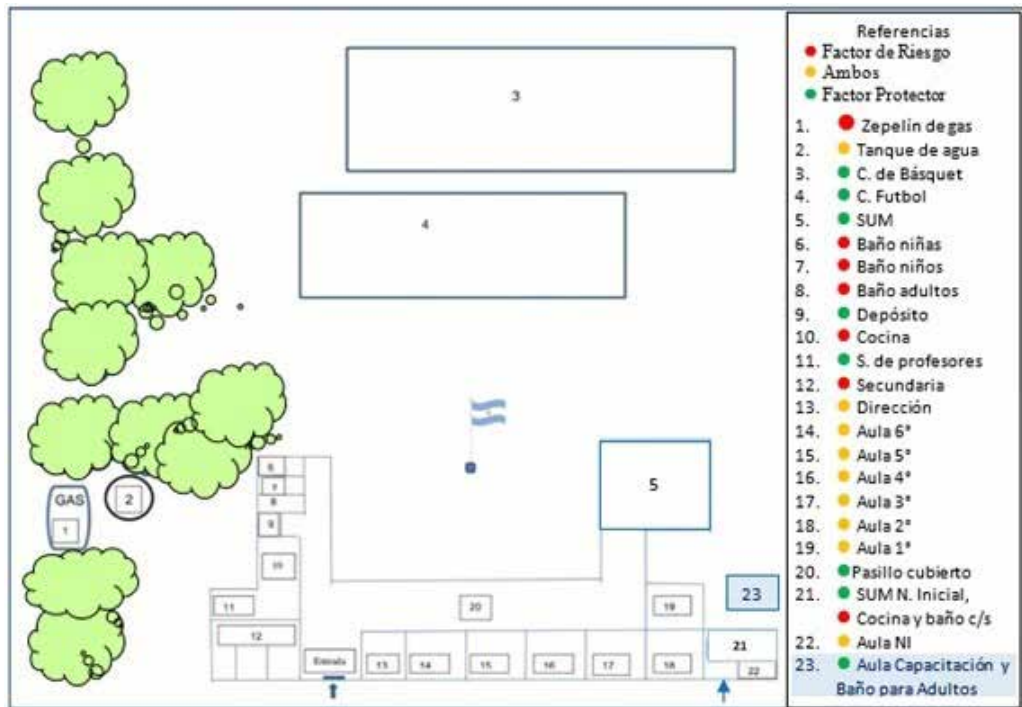 3
4
5
6
7
8
9
10
GAS
1
2
11
12
Entrada
13
14
15
16
17
18
19
20
21
22
23
Referencias
Factor de Riesgo
Ambos
Factor Protector
1. Zepelín de gas
2. Tanque de agua
3. C. de Básquet
4. C. Futbol
5. SUM
6. Baño niñas
7. Baño niños
8. Baño adultos
9. Depósito
10. Cocina
11. S. de profesores
12. Secundaria
13. Dirección
14. Aula 6°
15. Aula 5°
16. Aula 4°
17. Aula 3°
18. Aula 2°
19. Aula 1°
20. Pasillo cubierto
21. SUM N. Inicial,
Cocina y baño c/s
22. Aula NI
23. Aula Capacitación y
Baño para Adultos